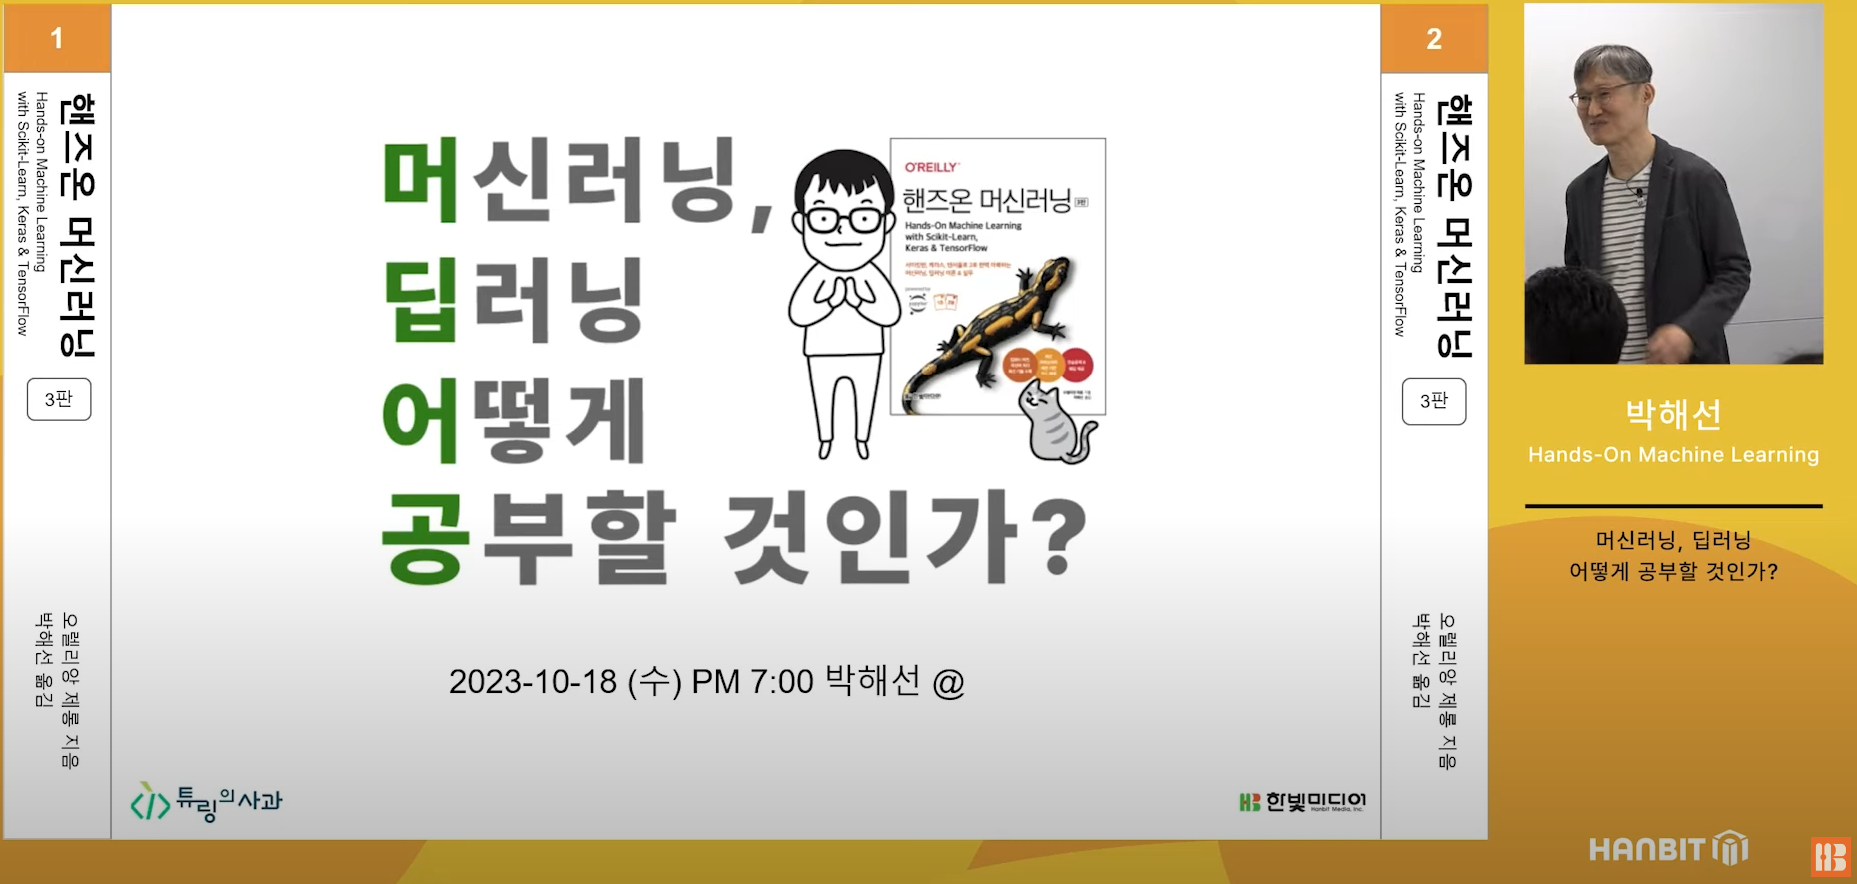 1
핸즈온 머신러닝
Hands-on Machine Learning
with Scikit-Learn, Keras & TensorFlow
3판
오렐리앙 제롱 지음
박해선 옮김
머신러닝,
딥러닝
어떻게
공부할 것인가?
O'REILLY
핸즈온 머신러닝 3판
Hands-On Machine Learning
with Scikit-Learn,
Keras & TensorFlow
2023-10-18 (수) PM 7:00 박해선 @
튜링의사과
한빛미디어
Hanbit Media, Inc.
2
핸즈온 머신러닝
Hands-on Machine Learning
with Scikit-Learn, Keras & TensorFlow
3판
오렐리앙 제롱 지음
박해선 옮김
박해선
Hands-On Machine Learning
머신러닝, 딥러닝
어떻게 공부할 것인가?
HANBIT